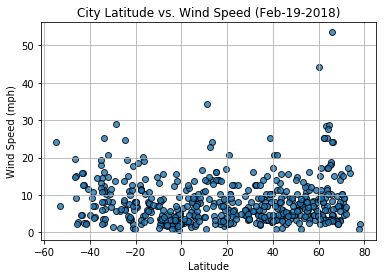 City Latitude vs. Wind Speed (Feb-19-2018)
50
40
30
20
10
0
Wind Speed (mph)
−60 −40 −20 0 20 40 60 80
Latitude